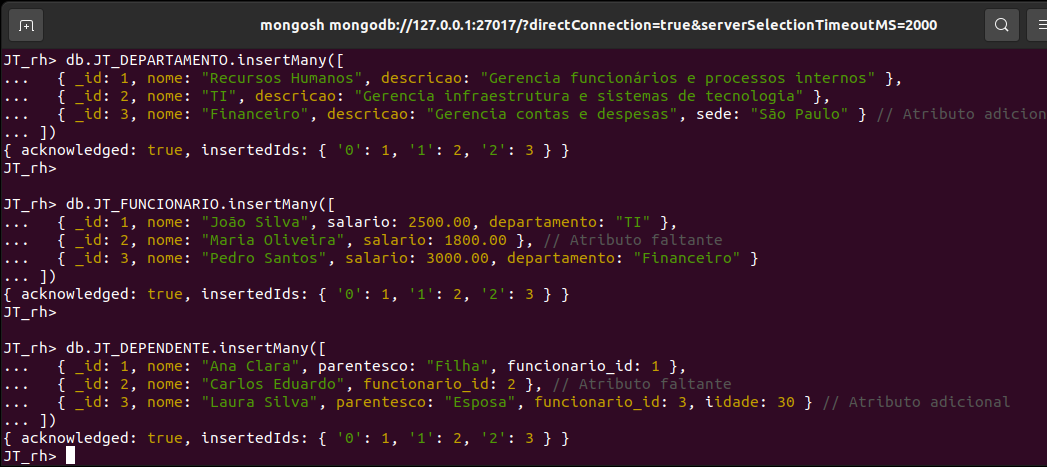 mongosh mongodb://127.0.0.1:27017/?directConnection=true&serverSelectionTimeoutMS=2000
JT_rh> db.JT_DEPARTAMENTO.insertMany([
...   { _id: 1, nome: "Recursos Humanos", descricao: "Gerencia funcionários e processos internos" },
...   { _id: 2, nome: "TI", descricao: "Gerencia infraestrutura e sistemas de tecnologia" },
...   { _id: 3, nome: "Financeiro", descricao: "Gerencia contas e despesas", sede: "São Paulo" } // Atributo adicion
... ])
{ acknowledged: true, insertedIds: { '0': 1, '1': 2, '2': 3 } }
JT_rh>
JT_rh> db.JT_FUNCIONARIO.insertMany([
...   { _id: 1, nome: "João Silva", salario: 2500.00, departamento: "TI" },
...   { _id: 2, nome: "Maria Oliveira", salario: 1800.00 }, // Atributo faltante
...   { _id: 3, nome: "Pedro Santos", salario: 3000.00, departamento: "Financeiro" }
... ])
{ acknowledged: true, insertedIds: { '0': 1, '1': 2, '2': 3 } }
JT_rh>
JT_rh> db.JT_DEPENDENTE.insertMany([
...   { _id: 1, nome: "Ana Clara", parentesco: "Filha", funcionario_id: 1 },
...   { _id: 2, nome: "Carlos Eduardo", funcionario_id: 2 }, // Atributo faltante
...   { _id: 3, nome: "Laura Silva", parentesco: "Esposa", funcionario_id: 3, iidade: 30 } // Atributo adicional
... ])
{ acknowledged: true, insertedIds: { '0': 1, '1': 2, '2': 3 } }
JT_rh>